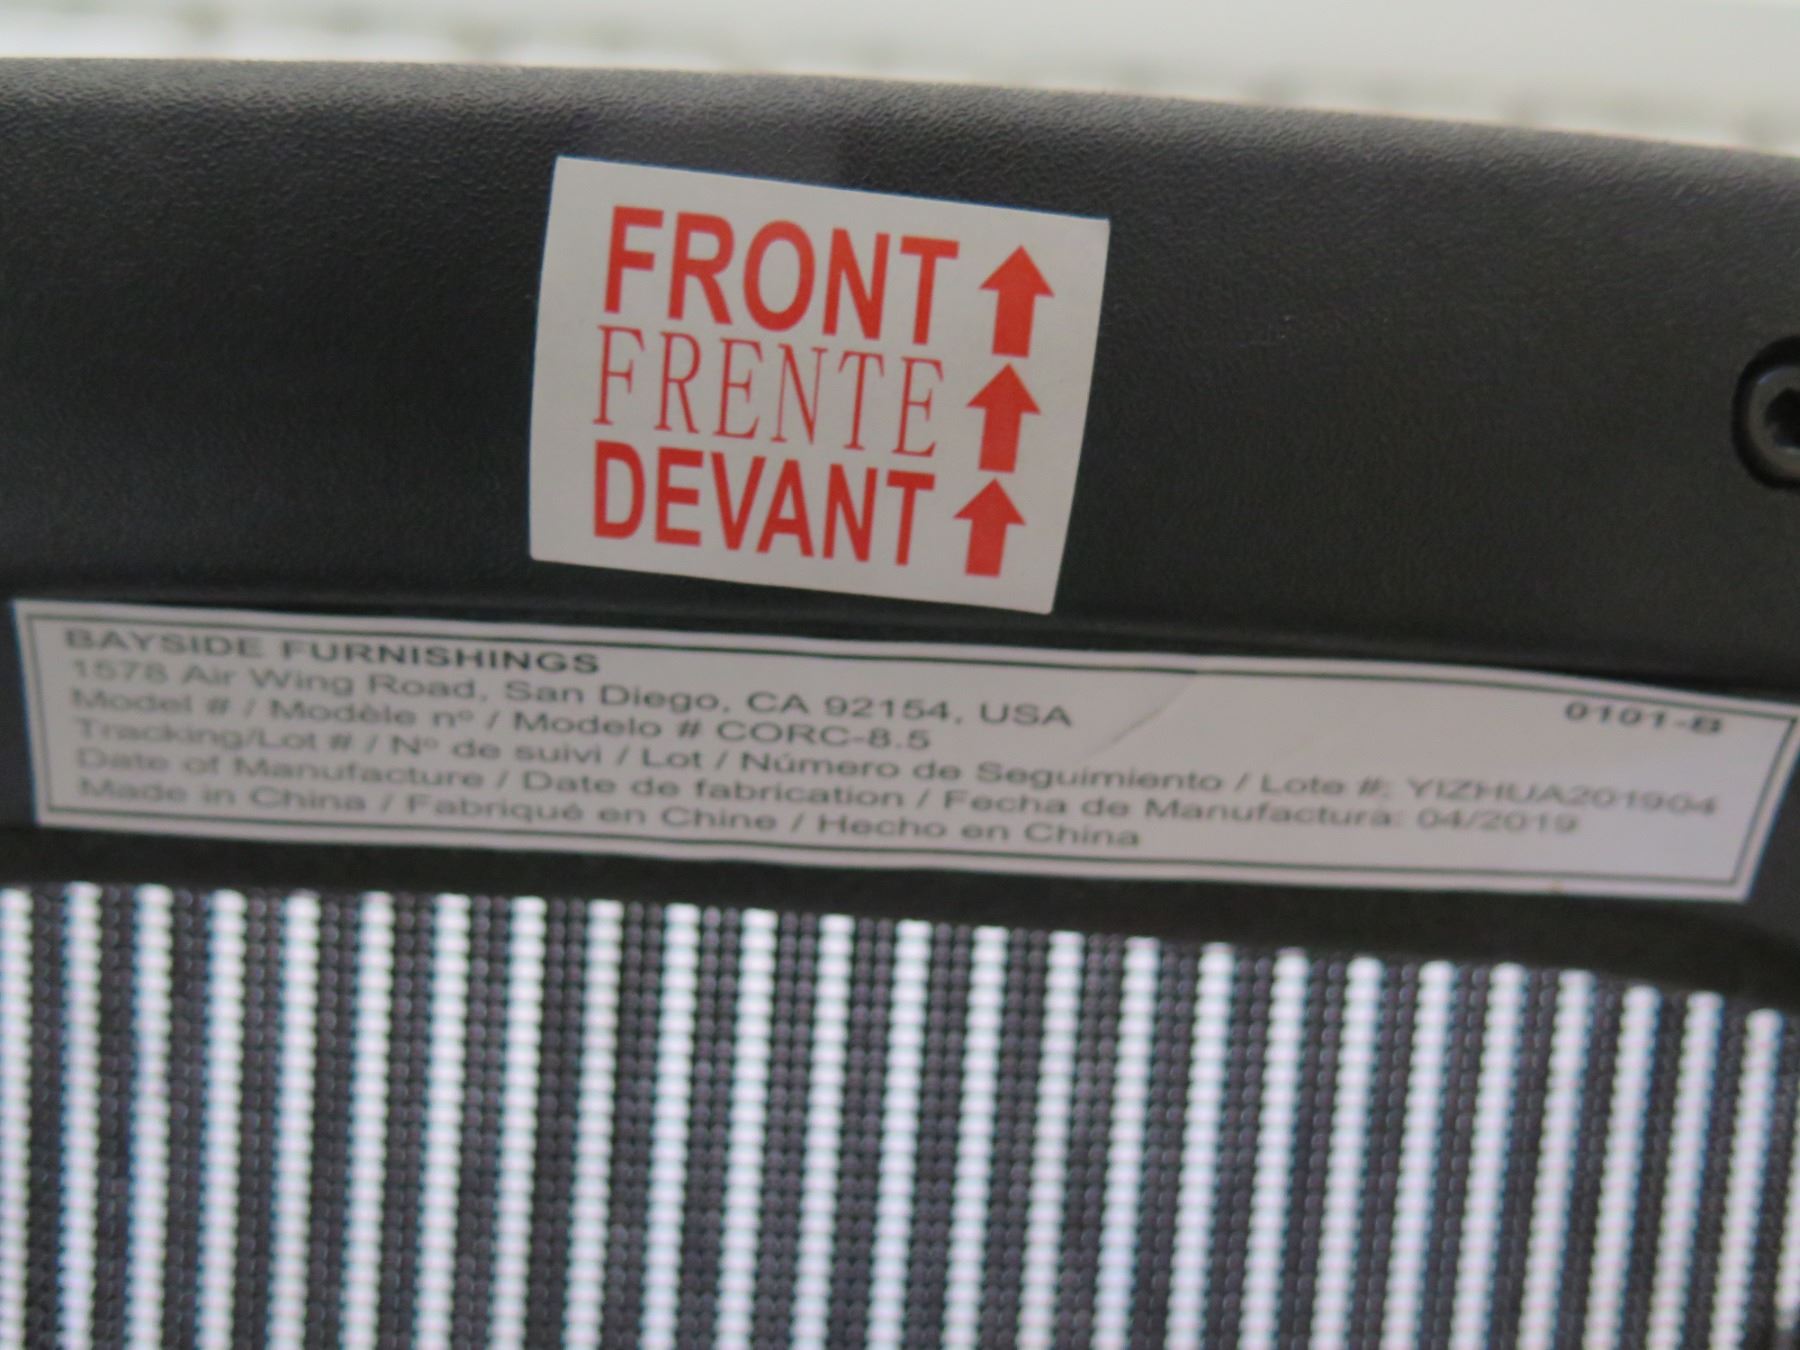 FRONT
FRENTE
DEVANT
BAYSIDE FURNISHINGS
1578 Air Wing Road, San Diego, CA 92154, USA
0101-B
Model # / Modèle nº / Modelo # CORC-8.5
Tracking/Lot # / Nº de suivi / Lot / Número de Seguimiento / Lote #: YIZHUA201904
Date of Manufacture / Date de fabrication / Fecha de Manufactura: 04/2019
Made in China / Fabriqué en Chine / Hecho en China